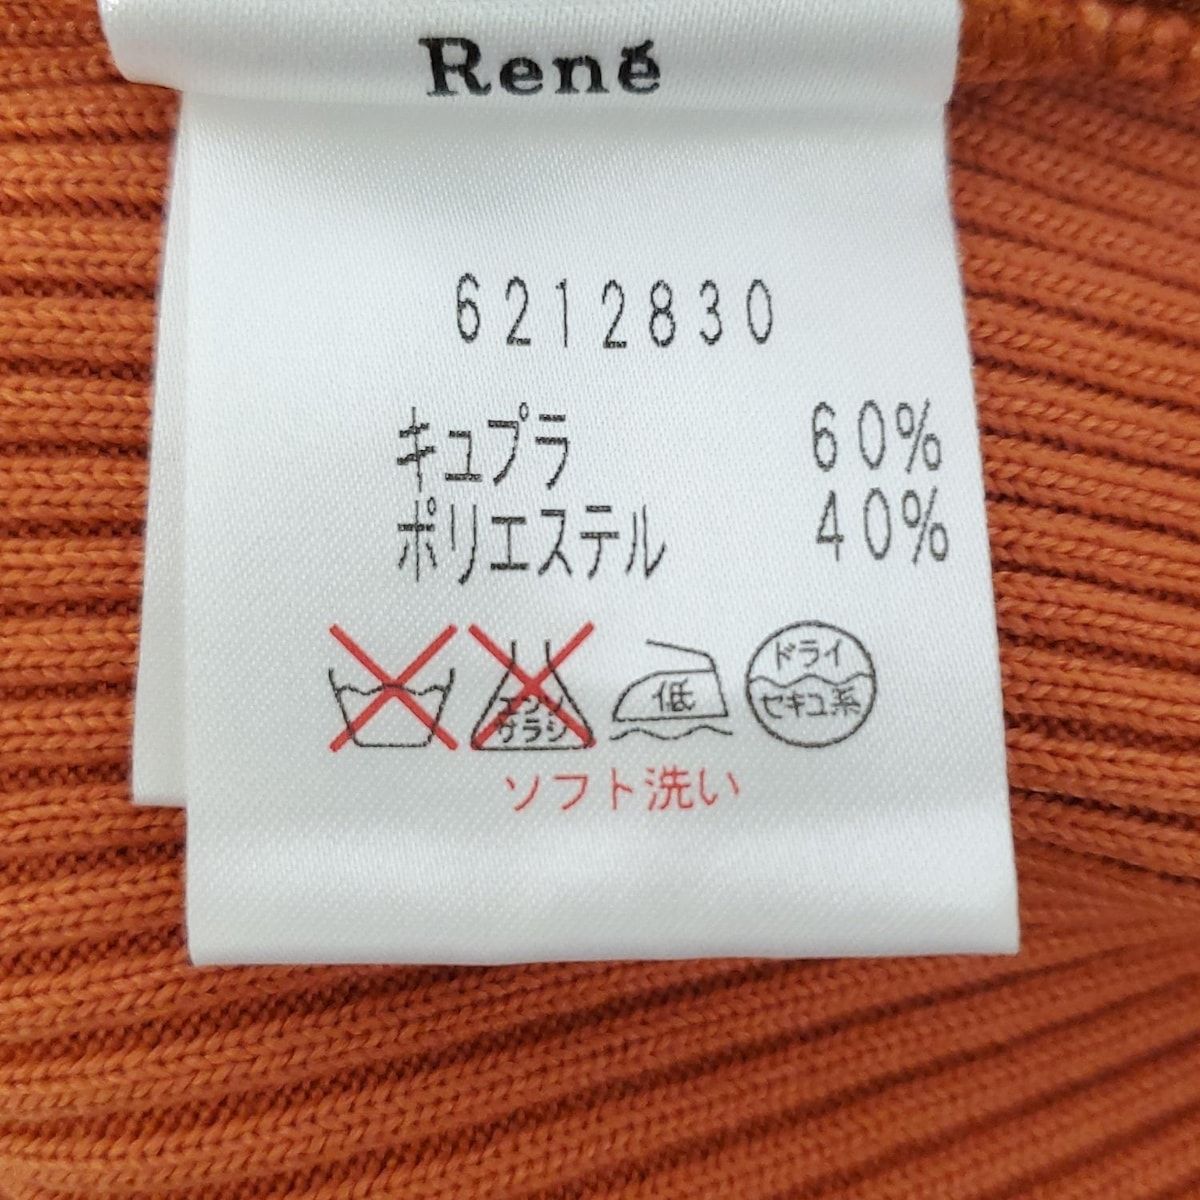 René
6212830
キュプラ 60%
ポリエステル 40%
エンソ
サラシ
低
ドライ
セキユ系
ソフト洗い